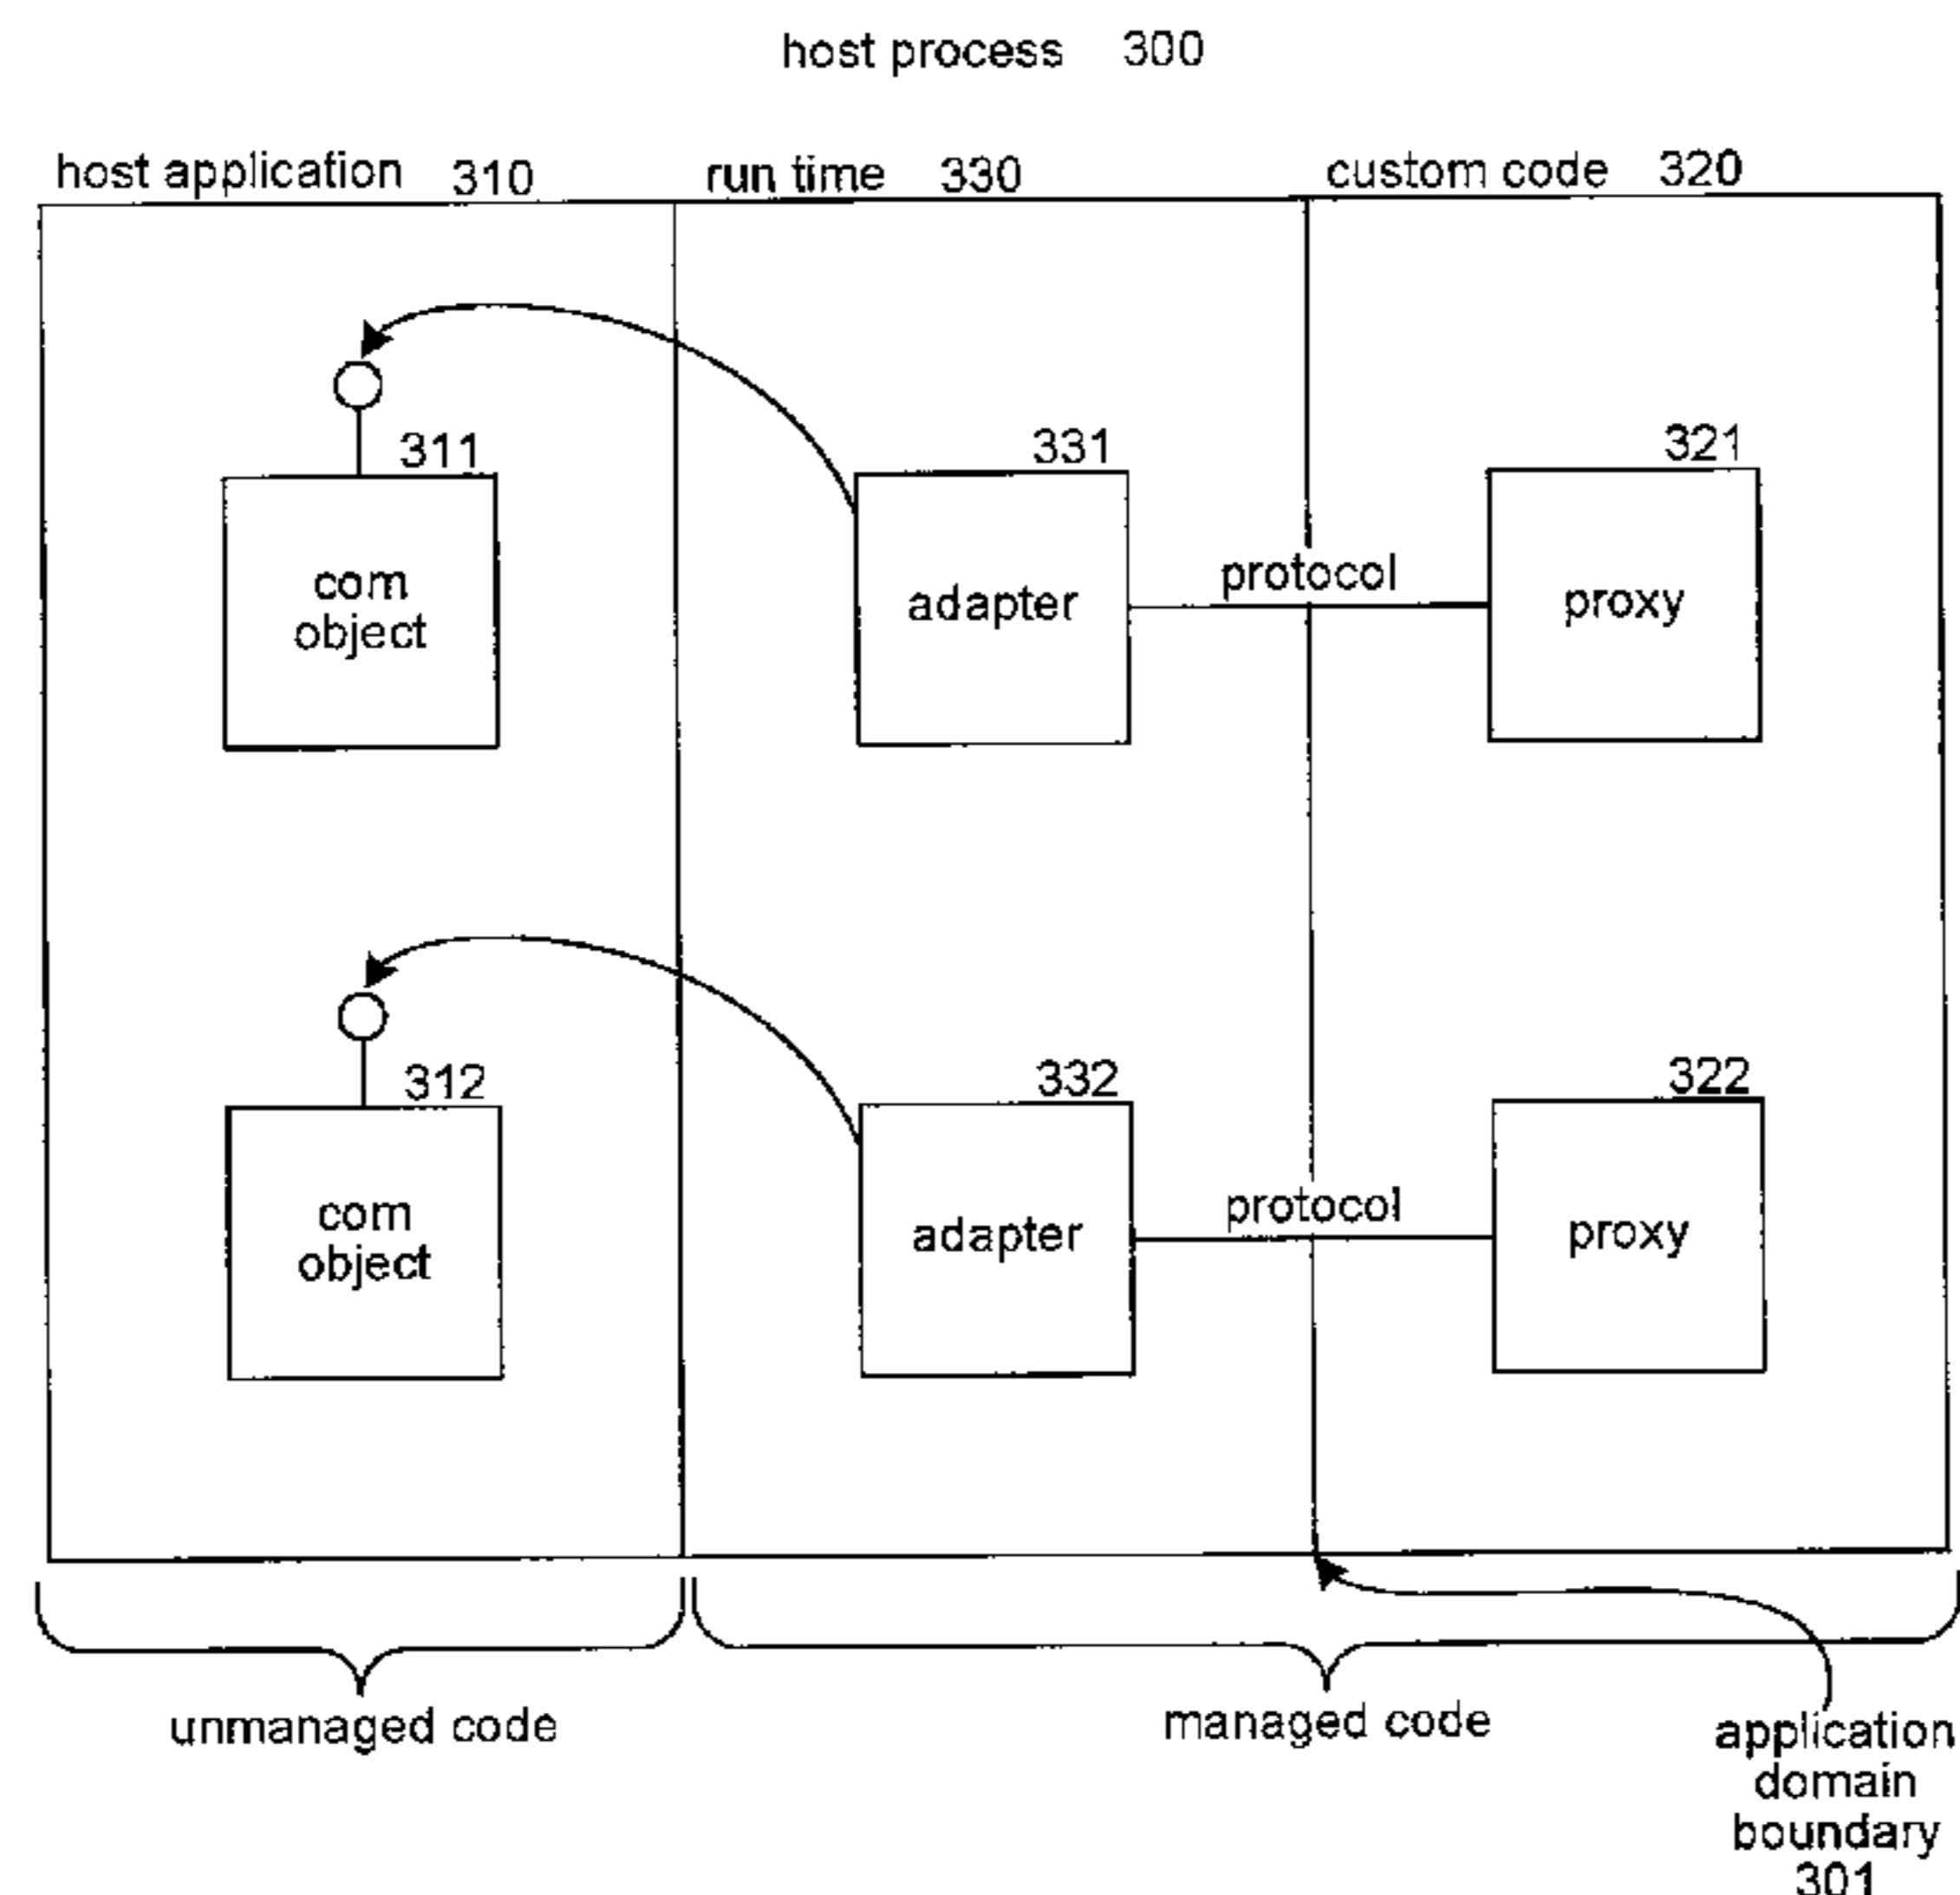 host process 300
host application 310 run time 330 custom code 320
311 331 321
com
object
adapter
protocol
proxy
312 332 322
com
object
adapter
protocol
proxy
unmanaged code
managed code
application
domain
boundary
301